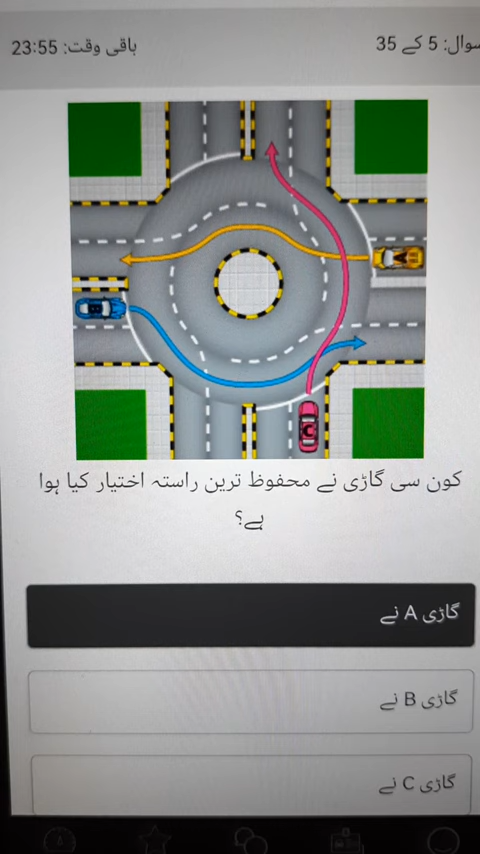 سوال: 5 کے 35
باقی وقت: 23:55
کون سی گاڑی نے محفوظ ترین راستہ اختیار کیا ہوا
ہے؟
گاڑی A نے
گاڑی B نے
گاڑی C نے